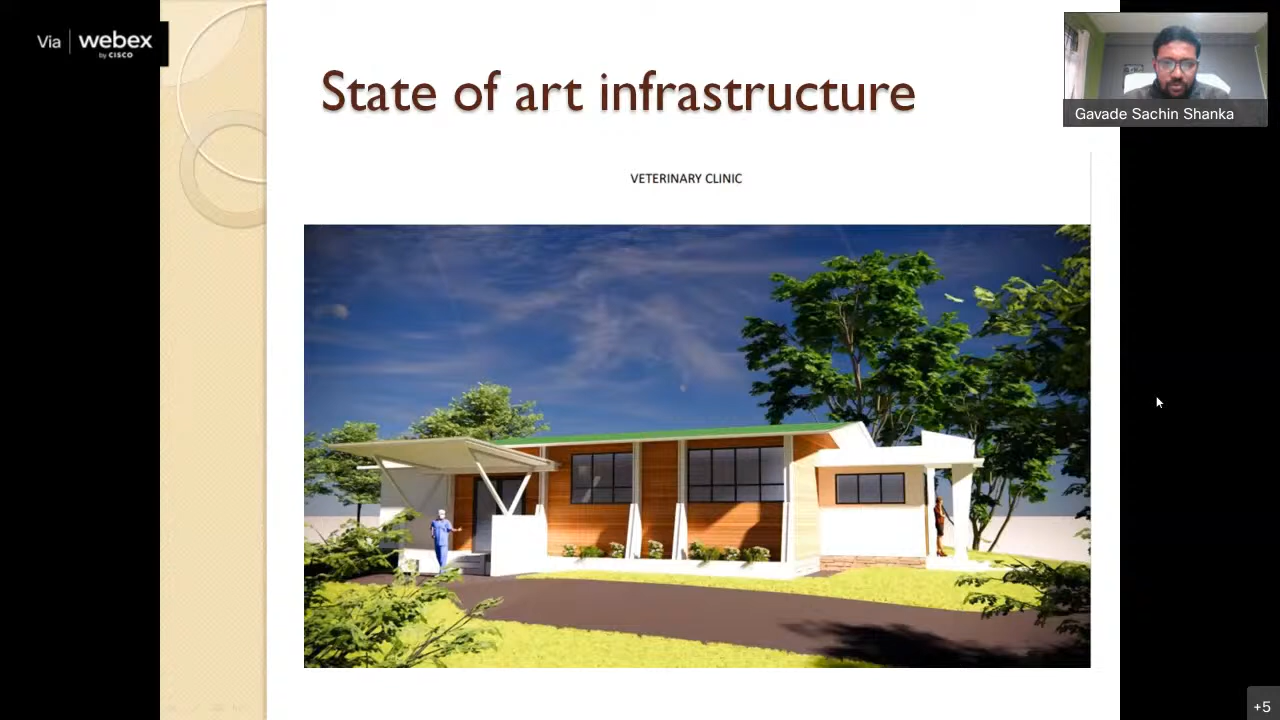 Via webex
by CISCO
State of art infrastructure
Gavade Sachin Shanka
VETERINARY CLINIC
+5